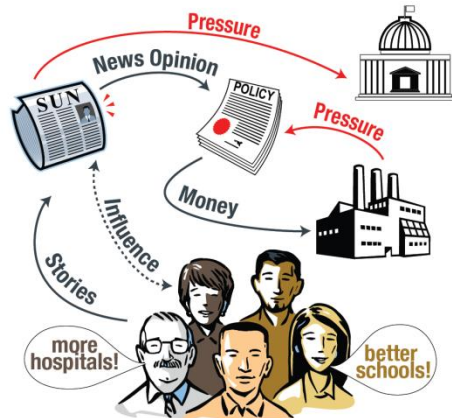 Pressure
News Opinion
SUN
POLICY
Pressure
Money
Influence
Stories
more
hospitals!
better
schools!